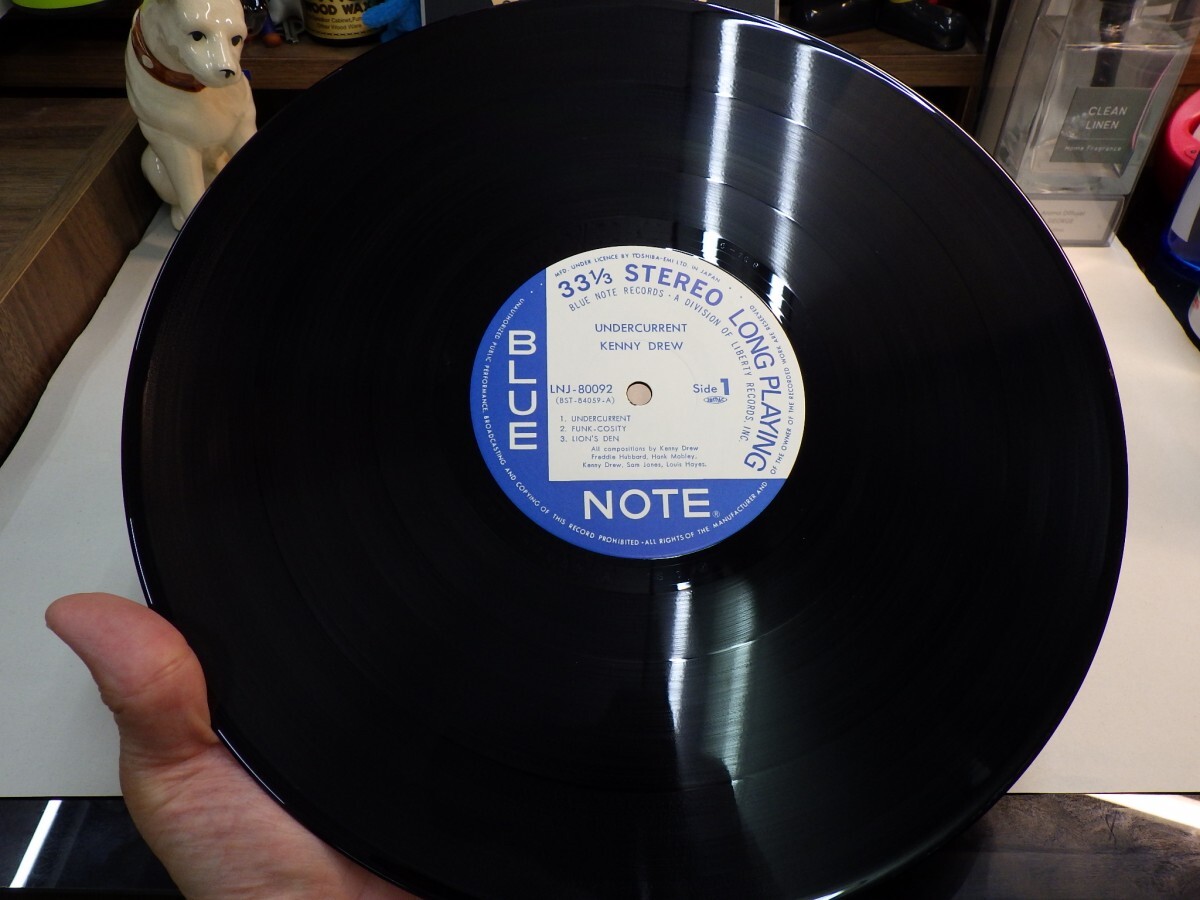 WOOD WAX
CLEAN
LINEN
Home Fragrance
MFD. UNDER LICENCE BY TOSHIBA-EMI LTD. IN JAPAN
33⅓ STEREO LONG PLAYING
BLUE NOTE RECORDS • A DIVISION OF LIBERTY RECORDS, INC.
UNDERCURRENT
KENNY DREW
LNJ-80092
(BST-84059-A)
Side 1
1. UNDERCURRENT
2. FUNK-COSITY
3. LION'S DEN
All compositions by Kenny Drew
Freddie Hubbard, Hank Mobley,
Kenny Drew, Sam Jones, Louis Hayes.
BLUE
NOTE®
UNAUTHORIZED PUBLIC PERFORMANCE, BROADCASTING AND COPYING OF THIS RECORD PROHIBITED • ALL RIGHTS OF THE MANUFACTURER AND OF THE OWNER OF THE RECORDED WORK ARE RESERVED